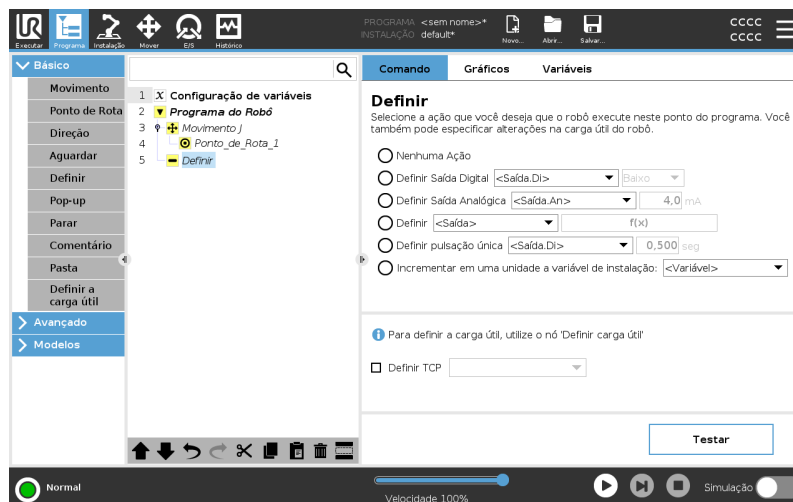 PROGRAMA <sem nome>*
INSTALAÇÃO default*
CCCC
CCCC
Executar Programa Instalação Mover E/S Histórico Novo... Abrir... Salvar...
Básico
Movimento
Ponto de Rota
Direção
Aguardar
Definir
Pop-up
Parar
Comentário
Pasta
Definir a
carga útil
Avançado
Modelos
1 X Configuração de variáveis
2 Programa do Robô
3 Movimento J
4 Ponto_de_Rota_1
5 Definir
Comando Gráficos Variáveis
Definir
Selecione a ação que você deseja que o robô execute neste ponto do programa. Você
também pode especificar alterações na carga útil do robô.
Nenhuma Ação
Definir Saída Digital <Saída.Di> Baixo
Definir Saída Analógica <Saída.An> 4,0 mA
Definir <Saída> f(x)
Definir pulsação única <Saída.Di> 0,500 seg
Incrementar em uma unidade a variável de instalação: <Variável>
Para definir a carga útil, utilize o nó 'Definir carga útil'
Definir TCP
Testar
Normal
Velocidade 100%
Simulação